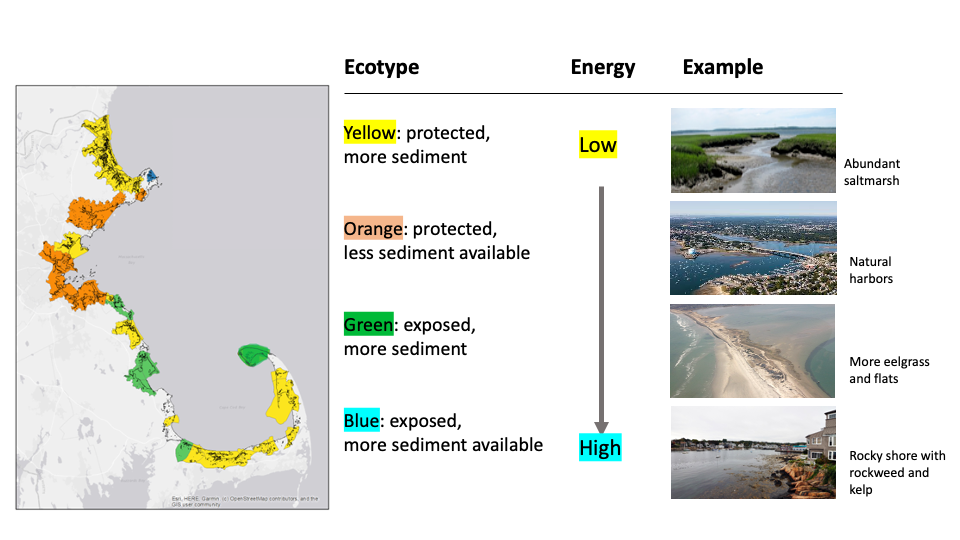 Ecotype Energy Example
Yellow: protected,
more sediment
Low
Abundant
saltmarsh
Orange: protected,
less sediment available
Natural
harbors
Green: exposed,
more sediment
More eelgrass
and flats
Blue: exposed,
more sediment available
High
Rocky shore with
rockweed and
kelp
Esri, HERE, Garmin, (c) OpenStreetMap contributors, and the
GIS user community